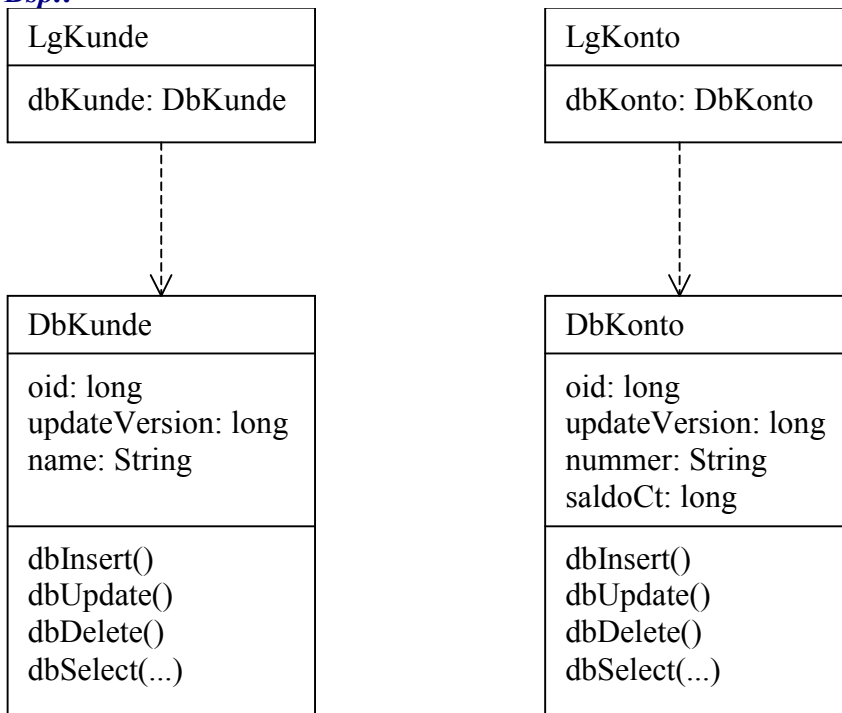 Bsp.:
LgKunde
dbKunde: DbKunde
LgKonto
dbKonto: DbKonto
DbKunde
oid: long
updateVersion: long
name: String
dbInsert()
dbUpdate()
dbDelete()
dbSelect(...)
DbKonto
oid: long
updateVersion: long
nummer: String
saldoCt: long
dbInsert()
dbUpdate()
dbDelete()
dbSelect(...)